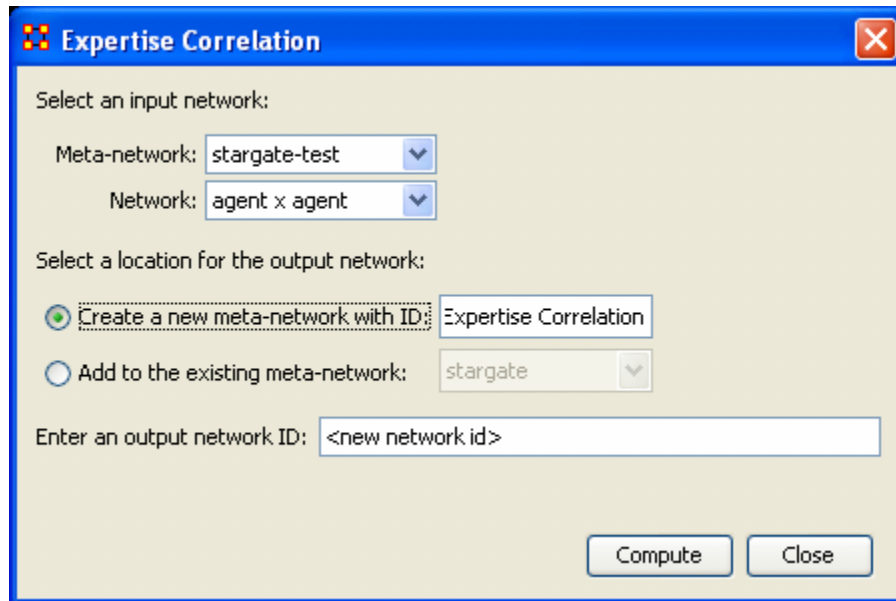 Expertise Correlation
Select an input network:
Meta-network: stargate-test
Network: agent x agent
Select a location for the output network:
Create a new meta-network with ID: Expertise Correlation
Add to the existing meta-network: stargate
Enter an output network ID: <new network id>
Compute Close